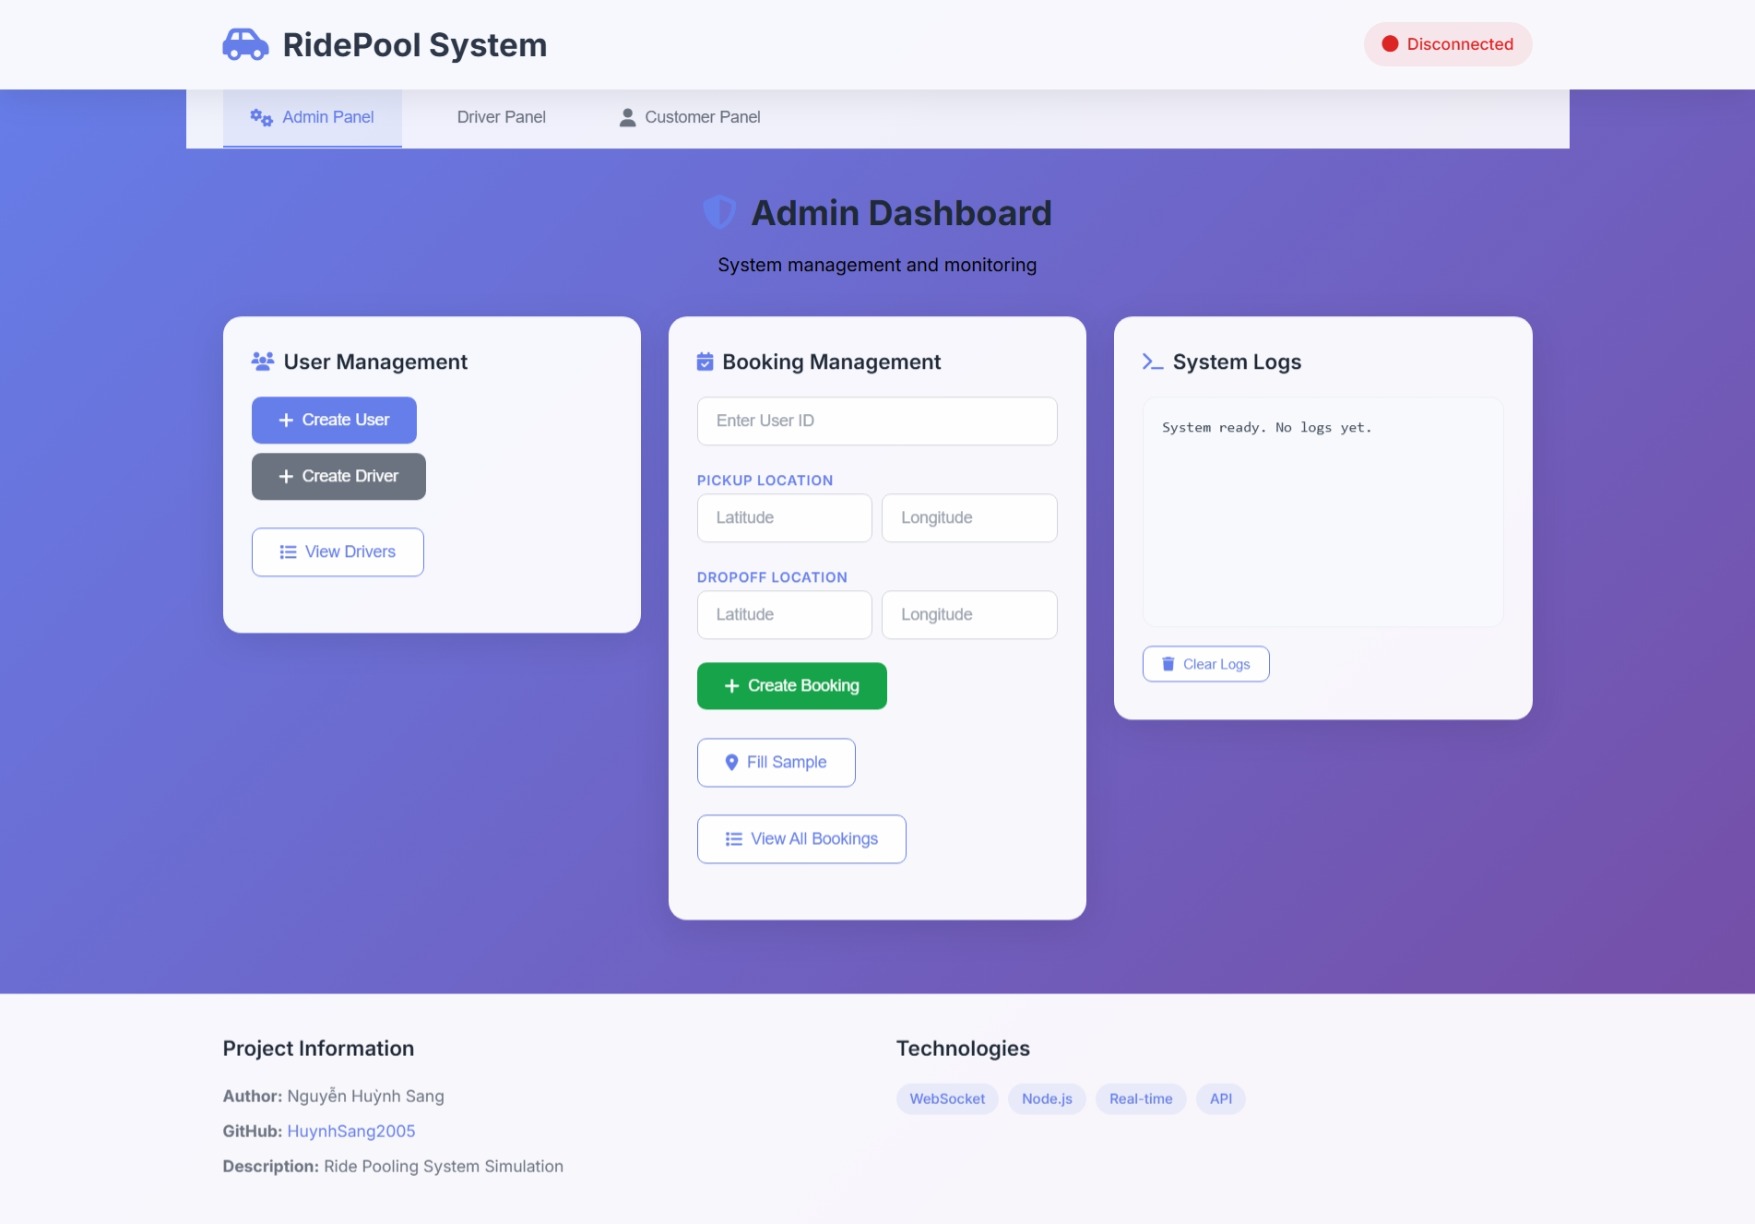 RidePool System
Disconnected
Admin Panel
Driver Panel
Customer Panel
Admin Dashboard
System management and monitoring
User Management
Create User
Create Driver
View Drivers
Booking Management
Enter User ID
PICKUP LOCATION
Latitude Longitude
DROPOFF LOCATION
Latitude Longitude
Create Booking
Fill Sample
View All Bookings
System Logs
System ready. No logs yet.
Clear Logs
Project Information
Author: Nguyễn Huỳnh Sang
GitHub: HuynhSang2005
Description: Ride Pooling System Simulation
Technologies
WebSocket Node.js Real-time API